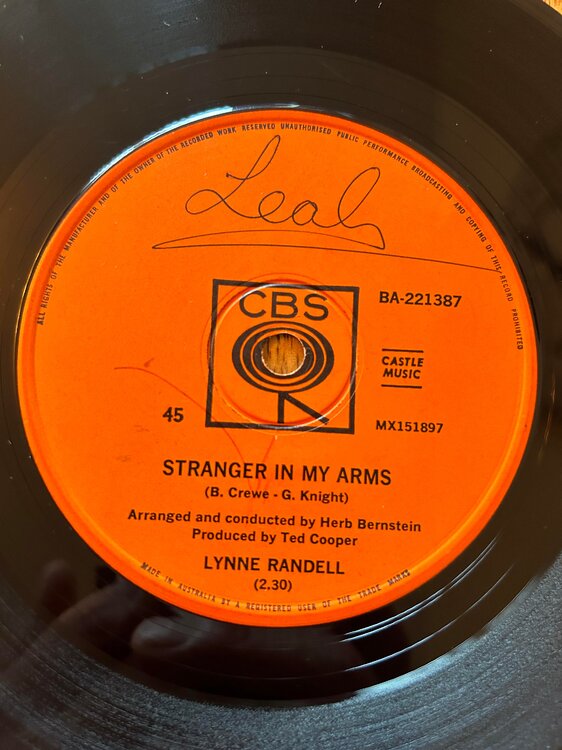 ALL RIGHTS OF THE MANUFACTURER AND OF THE OWNER OF THE RECORDED WORK RESERVED UNAUTHORISED PUBLIC PERFORMANCE BROADCASTING AND COPYING OF THIS RECORD PROHIBITED
Leah
CBS
BA-221387
CASTLE
MUSIC
45
MX151897
STRANGER IN MY ARMS
(B. Crewe - G. Knight)
Arranged and conducted by Herb Bernstein
Produced by Ted Cooper
LYNNE RANDELL
(2.30)
MADE IN AUSTRALIA BY A REGISTERED USER OF THE TRADE MARKS